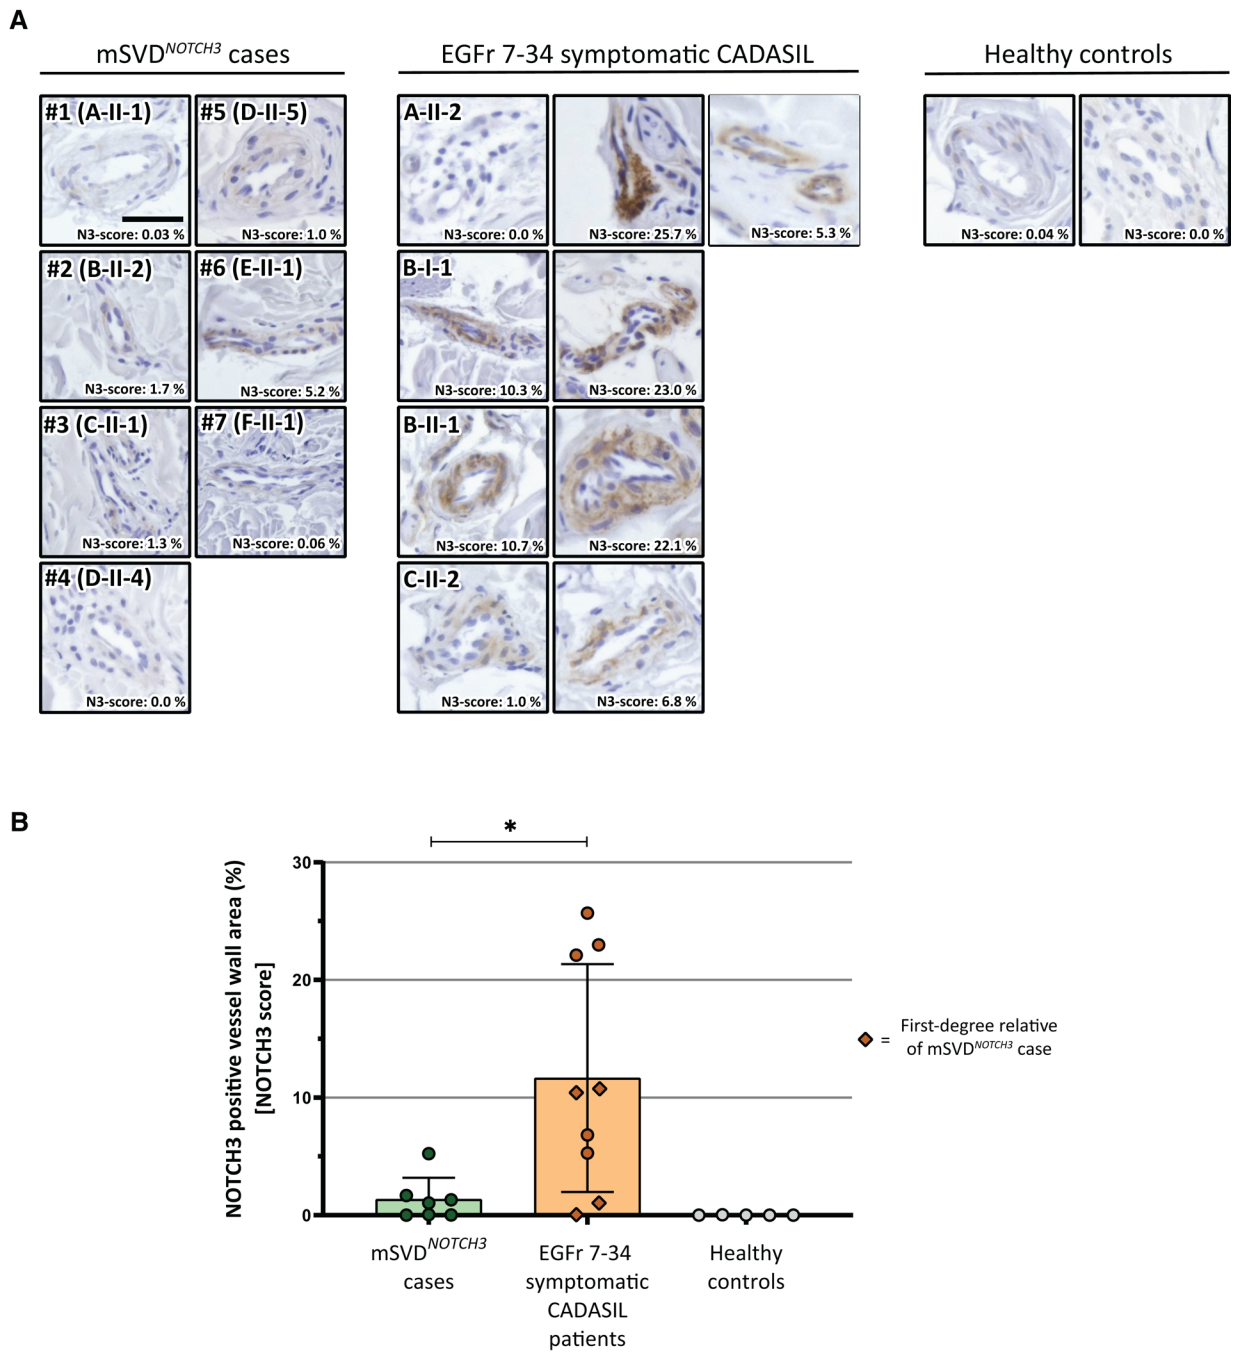 A
mSVD^NOTCH3 cases
EGFr 7-34 symptomatic CADASIL
Healthy controls
#1 (A-II-1)
N3-score: 0.03 %
#5 (D-II-5)
N3-score: 1.0 %
A-II-2
N3-score: 0.0 %
N3-score: 25.7 %
N3-score: 5.3 %
N3-score: 0.04 %
N3-score: 0.0 %
#2 (B-II-2)
N3-score: 1.7 %
#6 (E-II-1)
N3-score: 5.2 %
B-I-1
N3-score: 10.3 %
N3-score: 23.0 %
#3 (C-II-1)
N3-score: 1.3 %
#7 (F-II-1)
N3-score: 0.06 %
B-II-1
N3-score: 10.7 %
N3-score: 22.1 %
#4 (D-II-4)
N3-score: 0.0 %
C-II-2
N3-score: 1.0 %
N3-score: 6.8 %
B
NOTCH3 positive vessel wall area (%)
[NOTCH3 score]
30
20
10
0
*
mSVD^NOTCH3
cases
EGFr 7-34
symptomatic
CADASIL
patients
Healthy
controls
= First-degree relative
of mSVD^NOTCH3 case